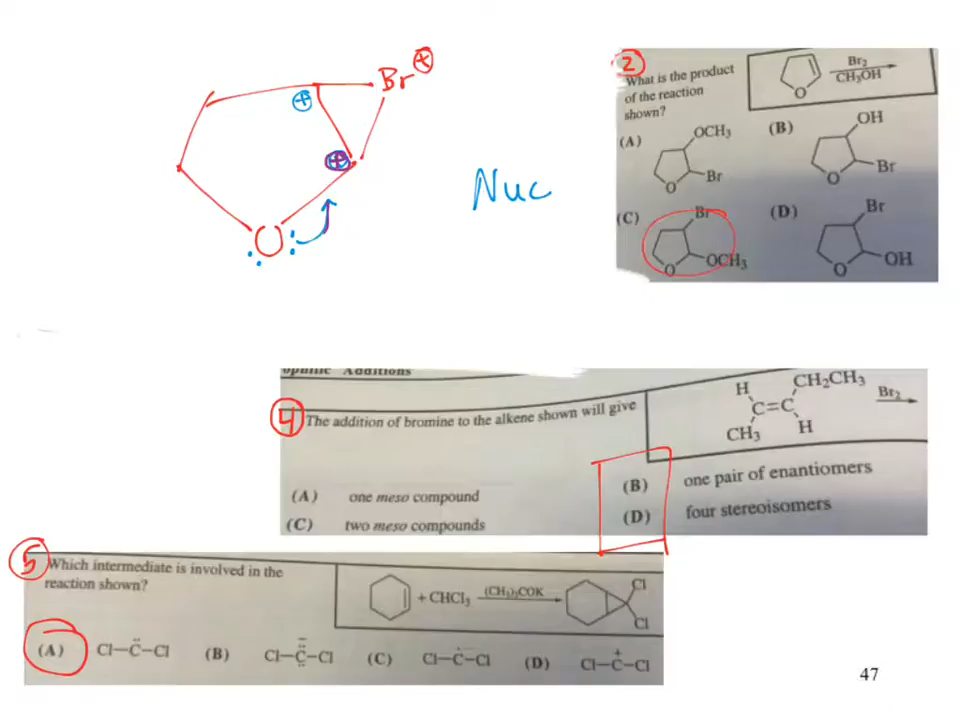 Br ⊕
⊕
⊕
:O:
Nuc
2
What is the product
of the reaction
shown?
O
Br₂
CH₃OH
(A)
OCH₃
Br
O
(B)
OH
Br
O
(C)
Br
OCH₃
O
(D)
Br
OH
O
Additions
4 The addition of bromine to the alkene shown will give
H CH₂CH₃
C=C
CH₃ H
Br₂
(A) one meso compound
(B) one pair of enantiomers
(C) two meso compounds
(D) four stereoisomers
5 Which intermediate is involved in the
reaction shown?
+ CHCl₃ (CH₃)₃COK
Cl
Cl
(A) Cl—C̈—Cl
(B) Cl—C—Cl
(C) Cl—C—Cl
(D) Cl—C—Cl
+
47